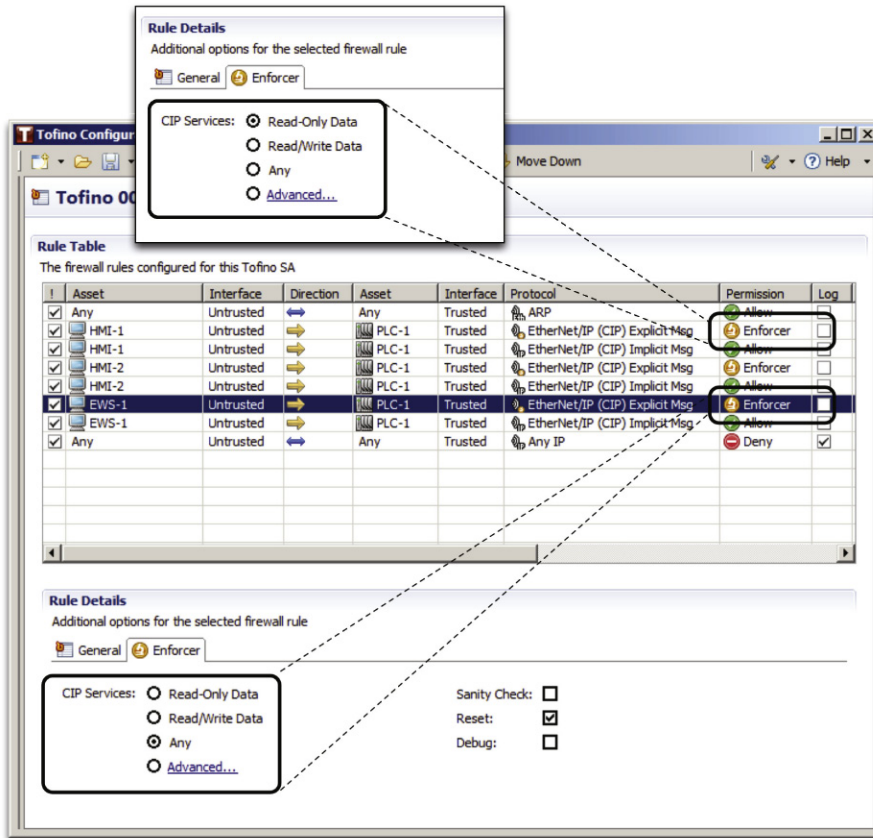 Rule Details
Additional options for the selected firewall rule
General Enforcer
CIP Services: Read-Only Data
Read/Write Data
Any
Advanced...
Tofino Configur
Move Down Help
Tofino 00
Rule Table
The firewall rules configured for this Tofino SA
! Asset Interface Direction Asset Interface Protocol Permission Log
Any Untrusted Any Trusted ARP Allow
HMI-1 Untrusted PLC-1 Trusted EtherNet/IP (CIP) Explicit Msg Enforcer
HMI-1 Untrusted PLC-1 Trusted EtherNet/IP (CIP) Implicit Msg Allow
HMI-2 Untrusted PLC-1 Trusted EtherNet/IP (CIP) Explicit Msg Enforcer
HMI-2 Untrusted PLC-1 Trusted EtherNet/IP (CIP) Implicit Msg Allow
EWS-1 Untrusted PLC-1 Trusted EtherNet/IP (CIP) Explicit Msg Enforcer
EWS-1 Untrusted PLC-1 Trusted EtherNet/IP (CIP) Implicit Msg Allow
Any Untrusted Any Trusted Any IP Deny
Rule Details
Additional options for the selected firewall rule
General Enforcer
CIP Services: Read-Only Data Sanity Check:
Read/Write Data Reset:
Any Debug:
Advanced...